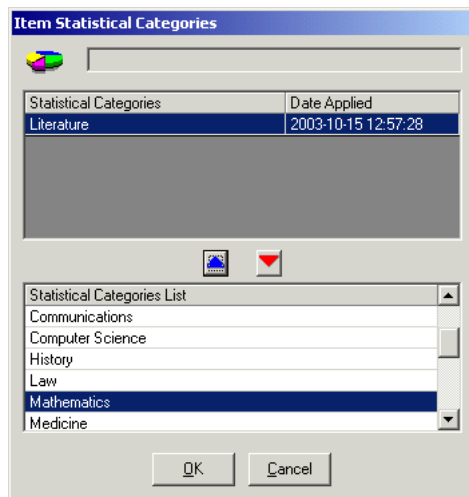 Item Statistical Categories
Statistical Categories Date Applied
Literature 2003-10-15 12:57:28
Statistical Categories List
Communications
Computer Science
History
Law
Mathematics
Medicine
OK Cancel